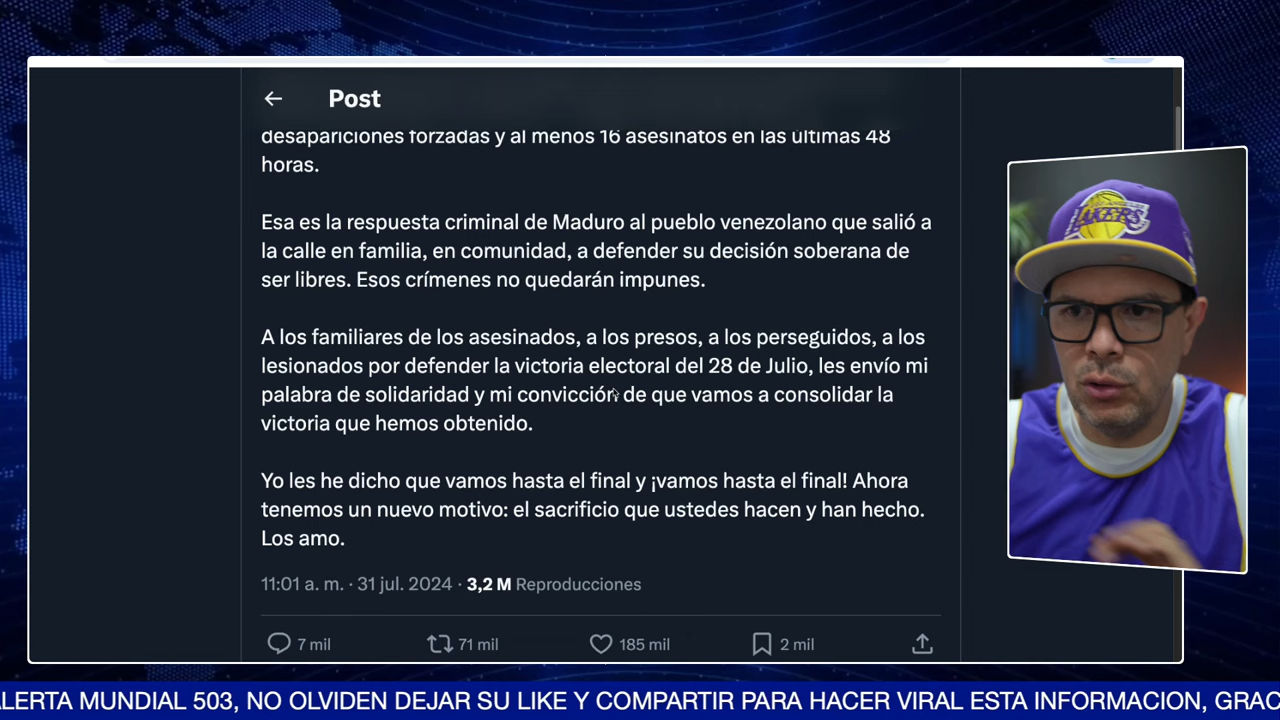 Post
desapariciones forzadas y al menos 16 asesinatos en las últimas 48
horas.
Esa es la respuesta criminal de Maduro al pueblo venezolano que salió a
la calle en familia, en comunidad, a defender su decisión soberana de
ser libres. Esos crímenes no quedarán impunes.
A los familiares de los asesinados, a los presos, a los perseguidos, a los
lesionados por defender la victoria electoral del 28 de Julio, les envío mi
palabra de solidaridad y mi convicción de que vamos a consolidar la
victoria que hemos obtenido.
Yo les he dicho que vamos hasta el final y ¡vamos hasta el final! Ahora
tenemos un nuevo motivo: el sacrificio que ustedes hacen y han hecho.
Los amo.
11:01 a. m. · 31 jul. 2024 · 3,2 M Reproducciones
7 mil 71 mil 185 mil 2 mil
LAKERS
ALERTA MUNDIAL 503, NO OLVIDEN DEJAR SU LIKE Y COMPARTIR PARA HACER VIRAL ESTA INFORMACION, GRAC